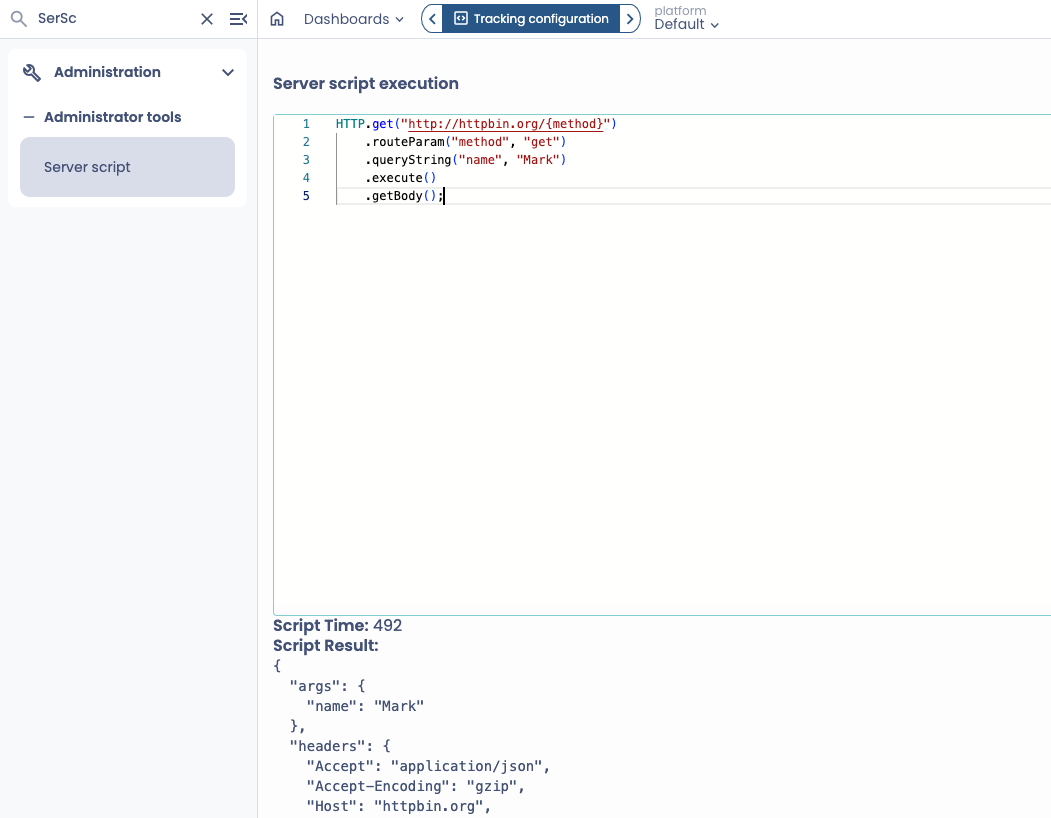 SerSc
Dashboards
Tracking configuration
platform
Default
Administration
Administrator tools
Server script
Server script execution
1 HTTP.get("http://httpbin.org/{method}")
2 .routeParam("method", "get")
3 .queryString("name", "Mark")
4 .execute()
5 .getBody();
Script Time: 492
Script Result:
{
"args": {
"name": "Mark"
},
"headers": {
"Accept": "application/json",
"Accept-Encoding": "gzip",
"Host": "httpbin.org",